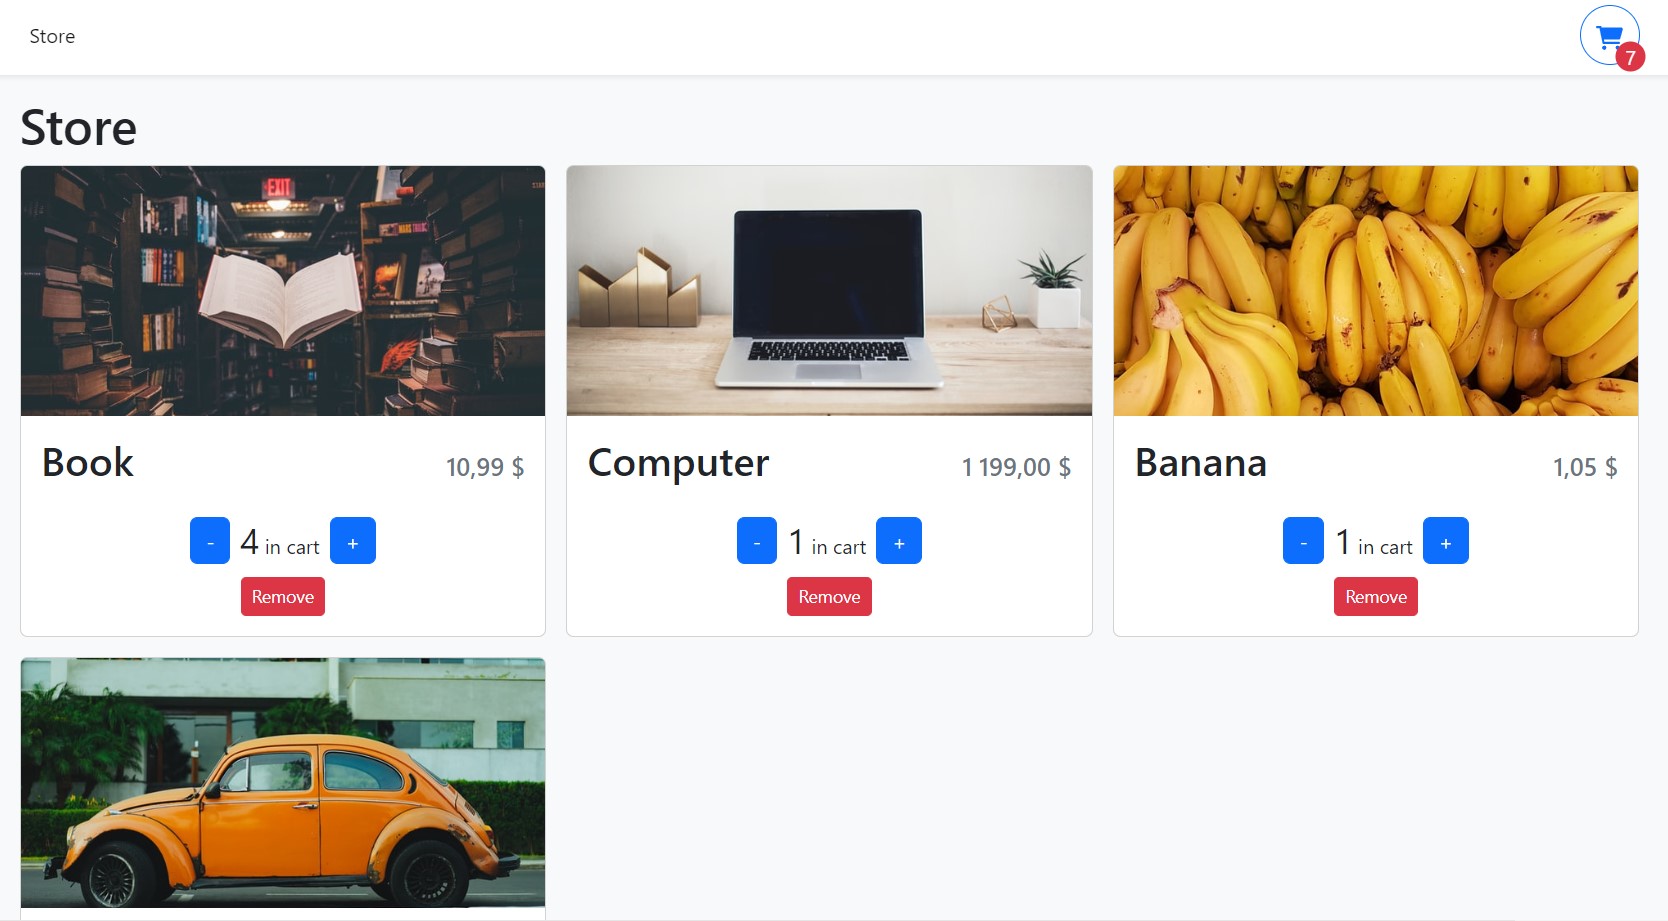 Store
7
Store
EXIT
Book 10,99 $
- 4 in cart +
Remove
Computer 1 199,00 $
- 1 in cart +
Remove
Banana 1,05 $
- 1 in cart +
Remove